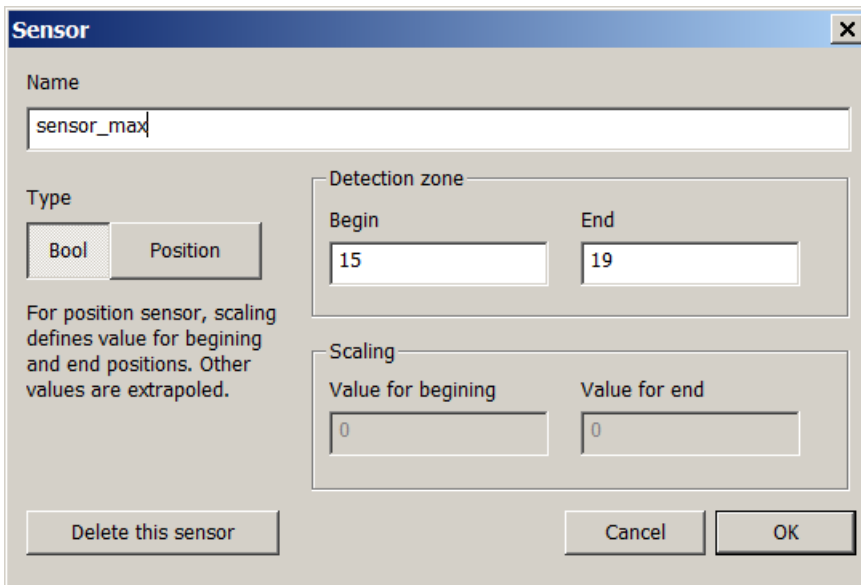 Sensor
Name
sensor_max
Type
Bool
Position
For position sensor, scaling
defines value for begining
and end positions. Other
values are extrapoled.
Detection zone
Begin
End
15
19
Scaling
Value for begining
Value for end
0
0
Delete this sensor
Cancel
OK